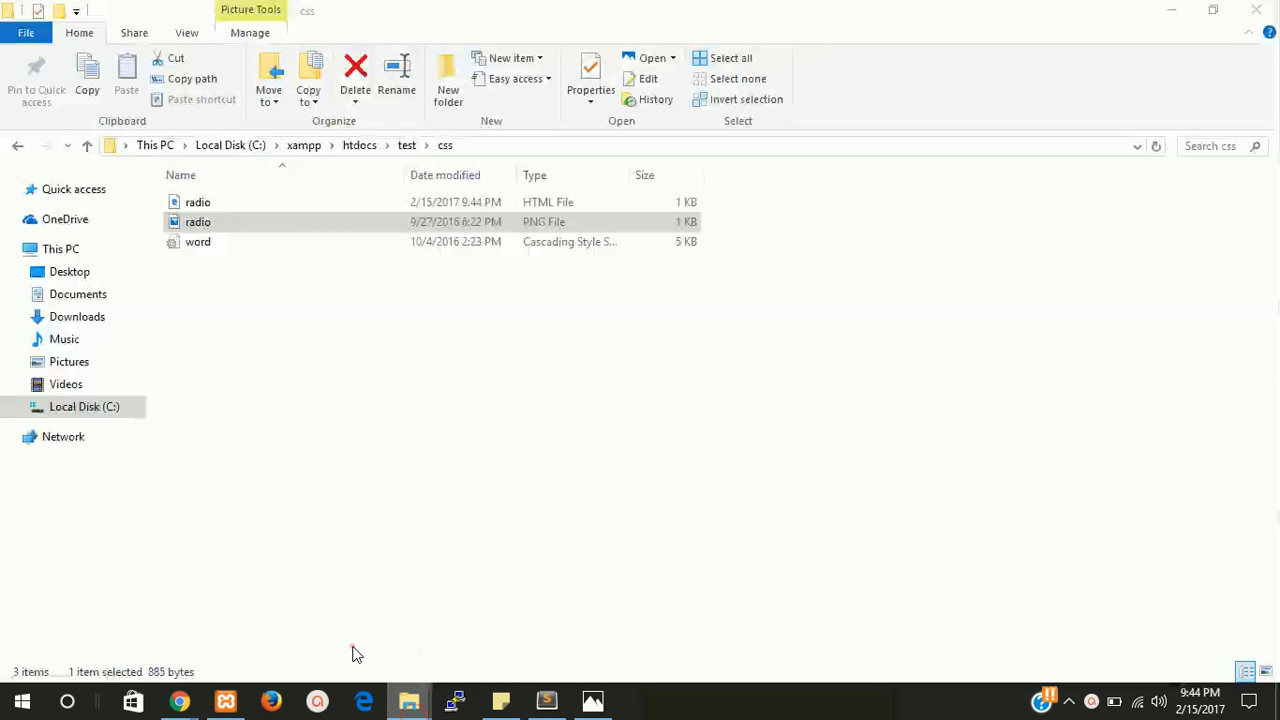 Picture Tools css
File Home Share View Manage
Pin to Quick access
Copy
Paste
Cut
Copy path
Paste shortcut
Clipboard
Move to
Copy to
Delete
Rename
Organize
New folder
New item
Easy access
New
Properties
Open
Edit
History
Open
Select all
Select none
Invert selection
Select
This PC Local Disk (C:) xampp htdocs test css
Search css
Name Date modified Type Size
radio 2/15/2017 9:44 PM HTML File 1 KB
radio 9/27/2016 6:22 PM PNG File 1 KB
word 10/4/2016 2:23 PM Cascading Style S... 5 KB
Quick access
OneDrive
This PC
Desktop
Documents
Downloads
Music
Pictures
Videos
Local Disk (C:)
Network
3 items 1 item selected 885 bytes
9:44 PM
2/15/2017